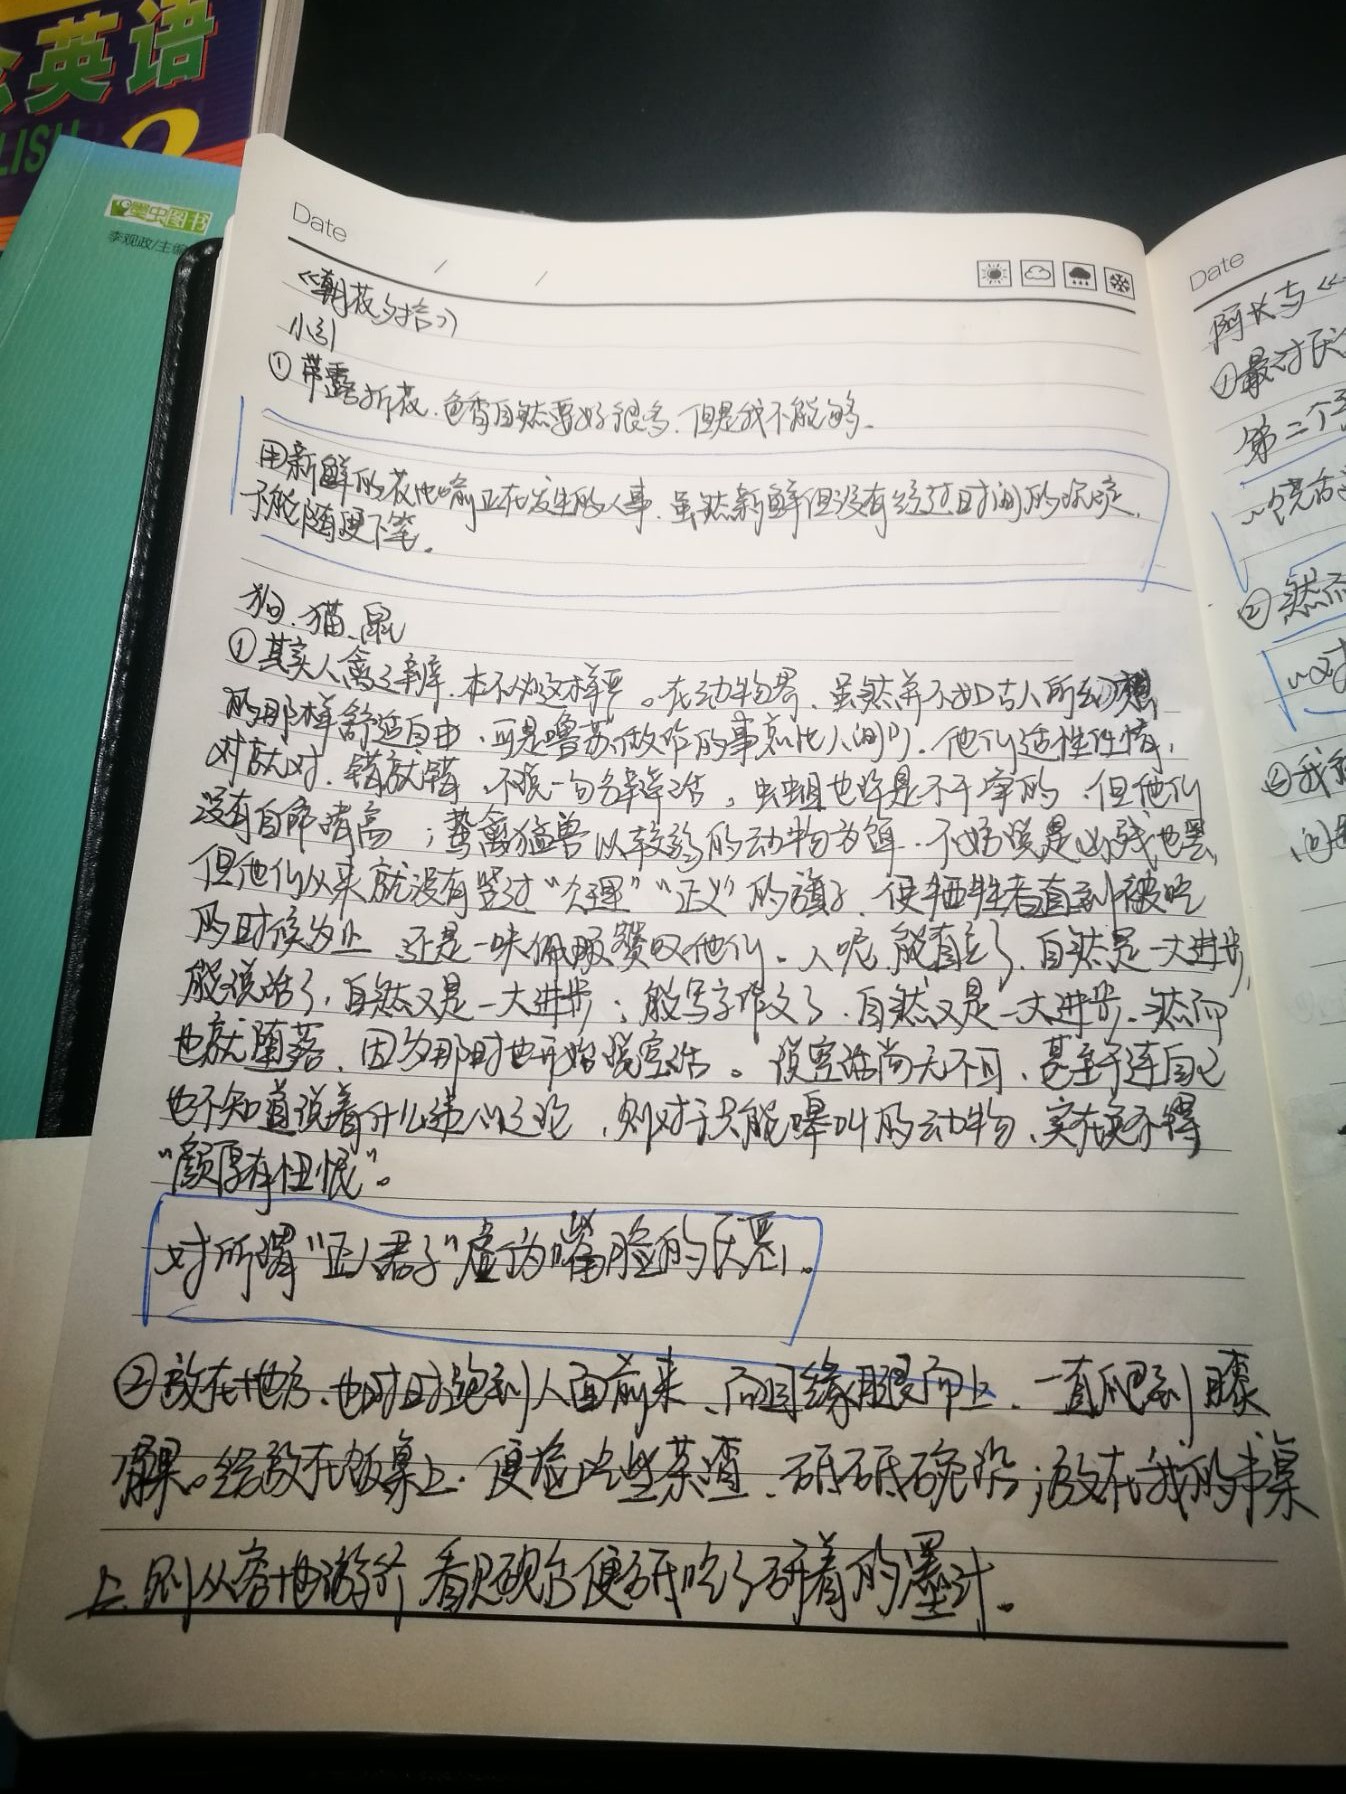 英语
LISH 2
李观政/主编
Date
《朝花夕拾》
小引
①带露折花,色香自然要好很多,但是我不能够。
用新鲜的花比喻正在发生的人事,虽然新鲜但没有经过时间的沉淀,
不能随便下笔。
狗、猫、鼠
①其实人禽之辨,本不必这样严。在动物界,虽然并不如古人所幻想
的那样舒适自由,可是噜苏做作的事总比人间少。他们适性任情,
对就对,错就错,不说一句分辩话。虫蛆也许是不干净的,但他们
没有自命清高;鸷禽猛兽以较弱的动物为饵,不妨说是凶残地罢,
但他们从来就没有竖过“公理”“正义”的旗子,使牺牲者直到被吃
的时候为止 还是一味佩服赞叹他们。人呢,能直立了,自然是一大进步,
能说话了,自然又是一大进步;能写字作文了,自然又是一大进步。然而
也就堕落,因为那时也开始说空话。说空话尚无不可,甚至于连自己
也不知道说着什么违心之论,则对于只能嗥叫的动物,实在免不得
“颜厚有忸怩”。
对所谓“正人君子”虚伪嘴脸的厌恶。
②放在地方,也时时跑到人面前来,而且缘腿而上,一直爬到膝
髁。给放在饭桌上,便捡吃些菜渣,舐舐碗沿;放在我的书桌
上,则从容地游行,看见砚台便舐吃了研着的墨汁。
Date
阿长与《
①最讨厌
第二个
②然而
~对
③我